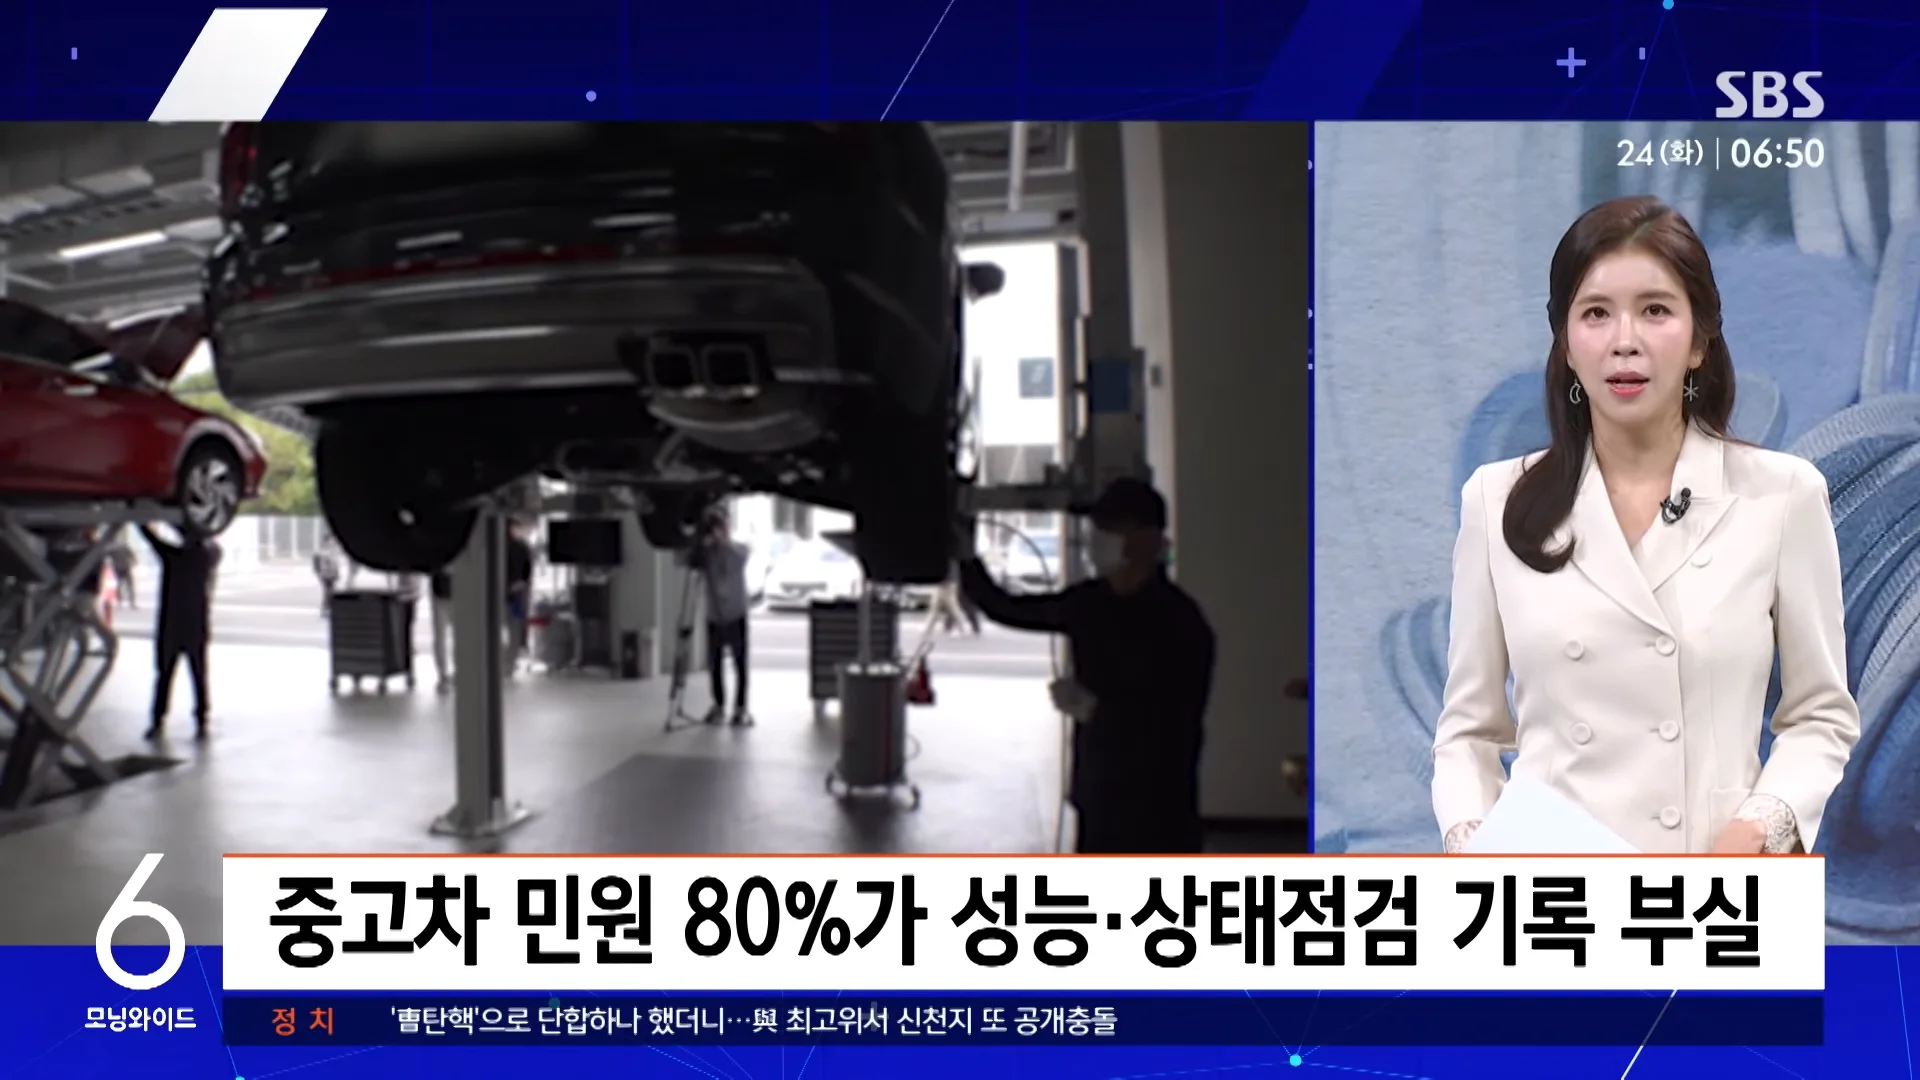 SBS
24(화) | 06:50
중고차 민원 80%가 성능·상태점검 기록 부실
6
모닝와이드
정치 '曺탄핵'으로 단합하나 했더니…與 최고위서 신천지 또 공개충돌